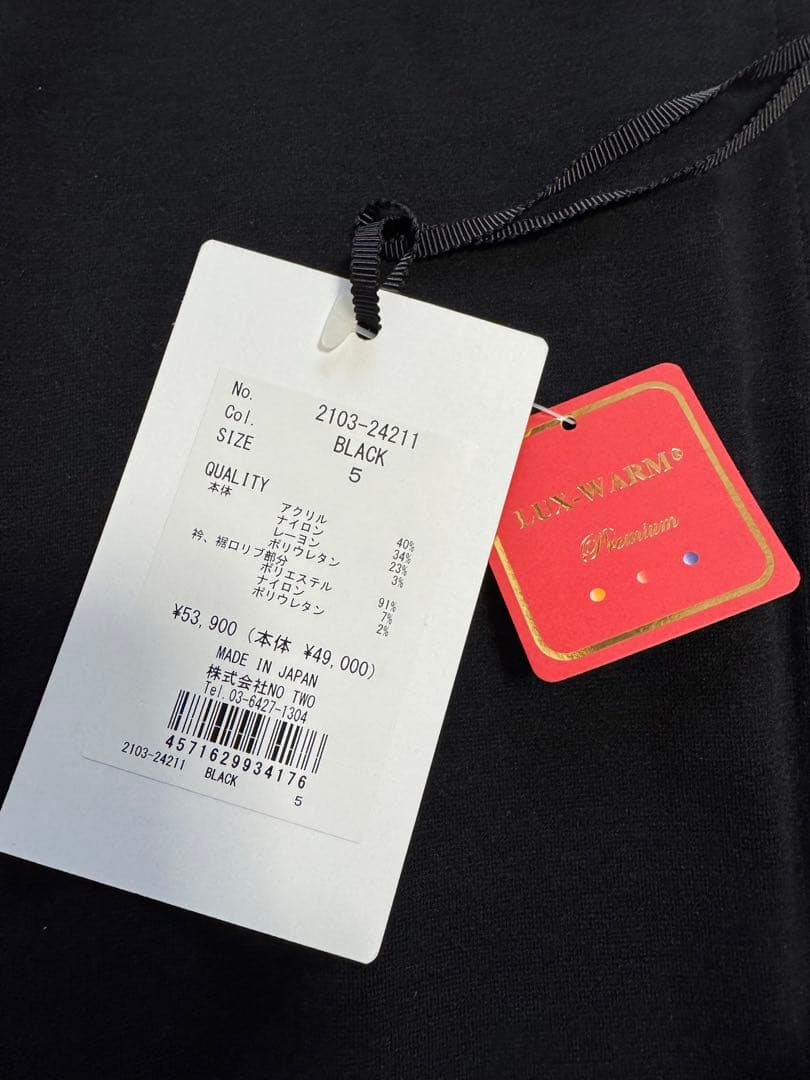 No. 2103-24211
Col. BLACK
SIZE 5
QUALITY
本体
アクリル 40%
ナイロン 34%
レーヨン 23%
ポリウレタン 3%
衿、裾口リブ部分
ポリエステル 91%
ナイロン 7%
ポリウレタン 2%
¥53,900 (本体 ¥49,000)
MADE IN JAPAN
株式会社NO TWO
Tel.03-6427-1304
4571629934176
2103-24211 BLACK
5
LUX-WARM®
Premium